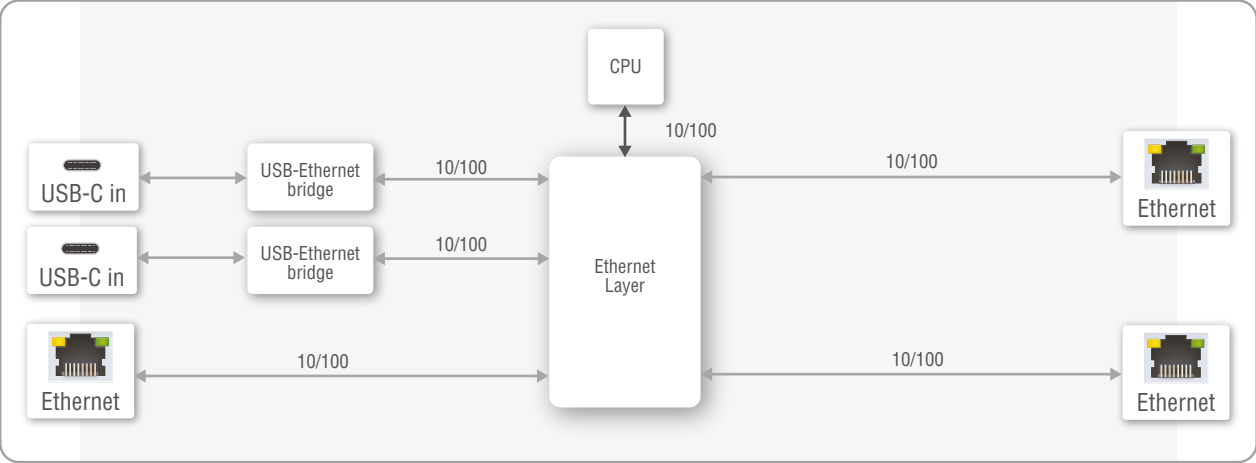 CPU
10/100
USB-C in
USB-Ethernet
bridge
10/100
10/100
Ethernet
USB-C in
USB-Ethernet
bridge
10/100
Ethernet
Layer
Ethernet
10/100
10/100
Ethernet